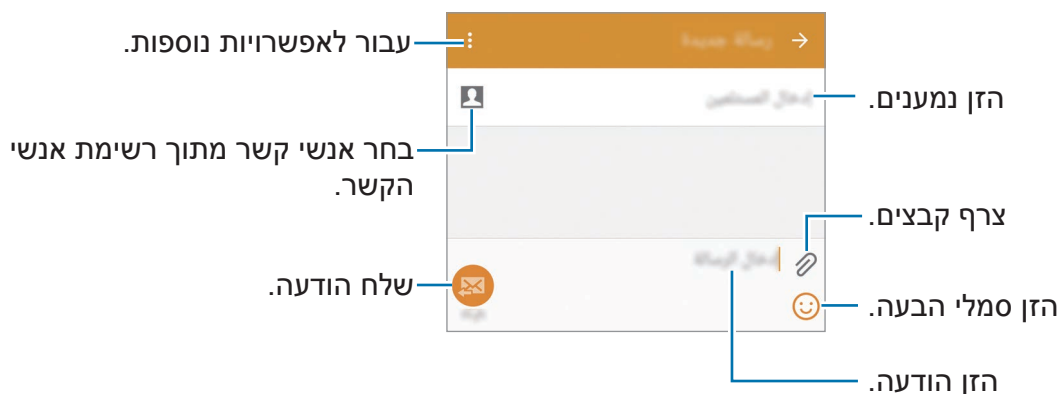 עבור לאפשרויות נוספות.
הזן נמענים.
בחר אנשי קשר מתוך רשימת אנשי
הקשר.
צרף קבצים.
שלח הודעה.
הזן סמלי הבעה.
הזן הודעה.